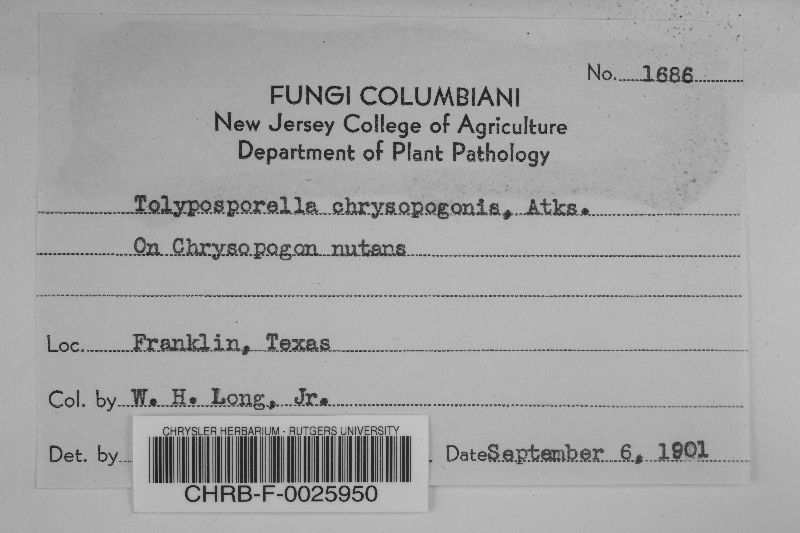 No. 1686
FUNGI COLUMBIANI
New Jersey College of Agriculture
Department of Plant Pathology
Tolyposporella chrysopogonis, Atks.
On Chrysopogon nutans
Loc. Franklin, Texas
Col. by W. H. Long, Jr.
Det. by Date September 6, 1901
CHRYSLER HERBARIUM - RUTGERS UNIVERSITY
CHRB-F-0025950